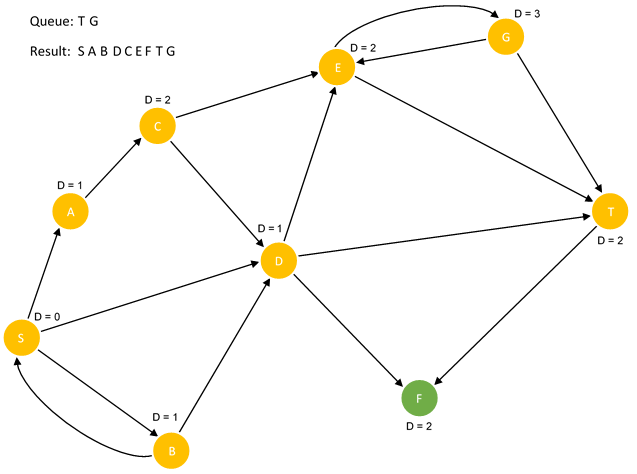 Queue: T G
Result: S A B D C E F T G
D = 3
G
D = 2
E
D = 2
C
D = 1
A
T
D = 2
D = 1
D
D = 0
S
F
D = 2
D = 1
B